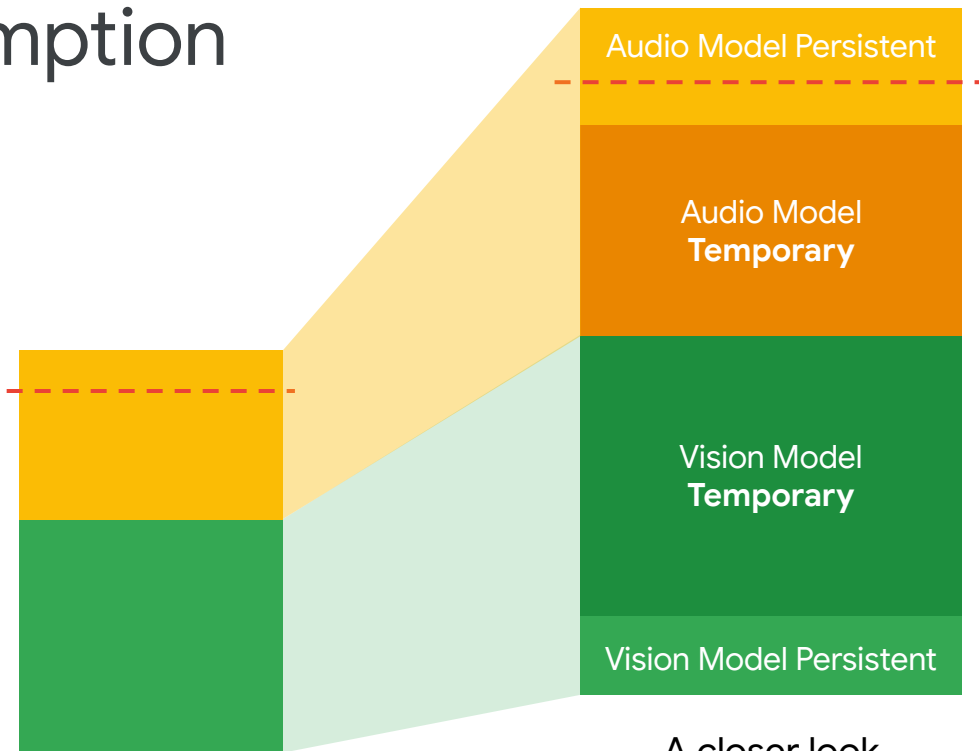 mption
Audio Model Persistent
Audio Model
Temporary
Vision Model
Temporary
Vision Model Persistent
A closer look